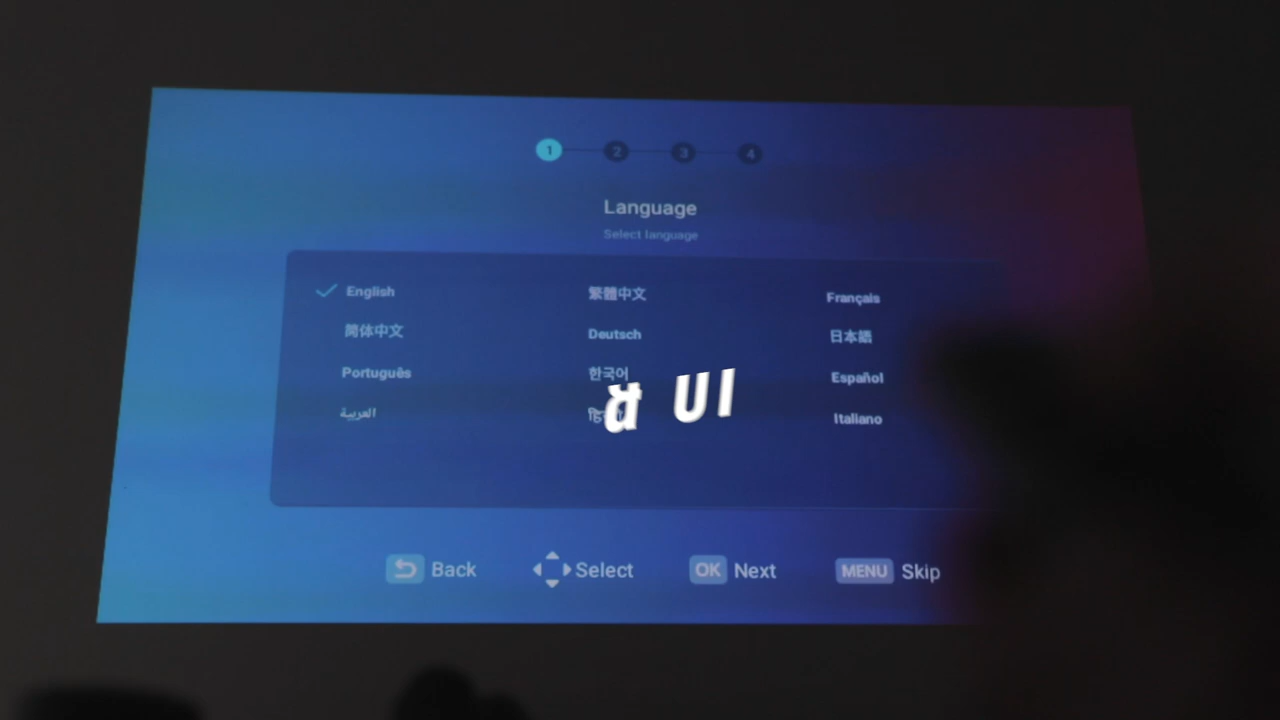 1 2 3 4
Language
Select language
English 繁體中文 Français
简体中文 Deutsch 日本語
Português 한국어 Español
العربية Italiano
UI
Back Select OK Next MENU Skip